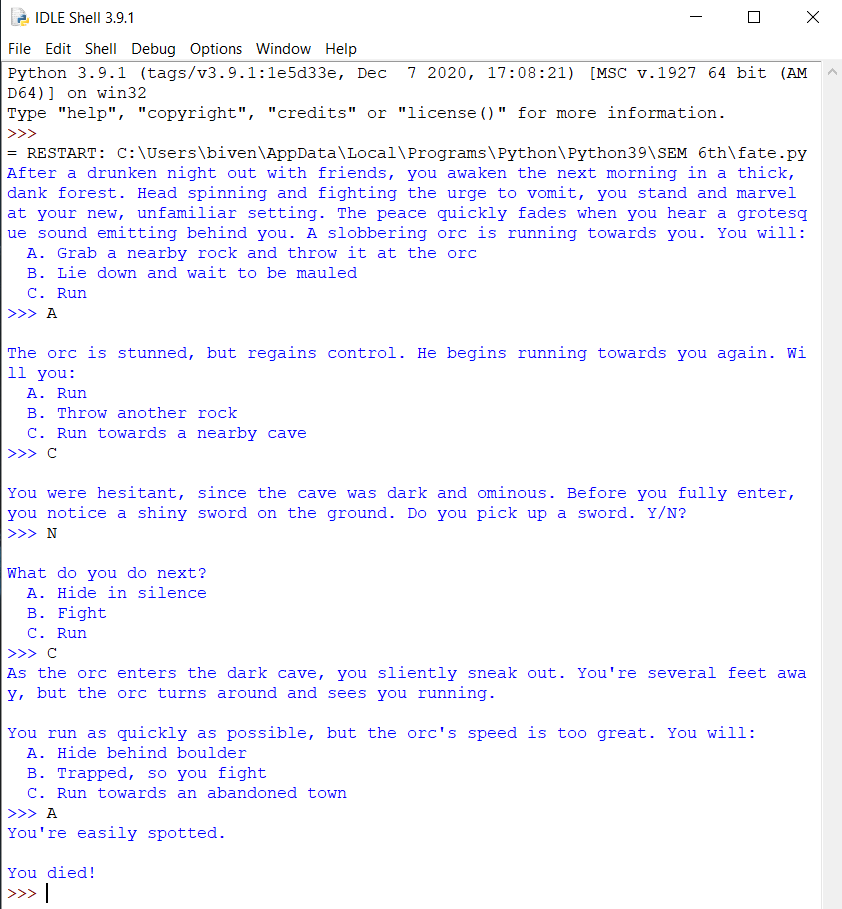 IDLE Shell 3.9.1
File Edit Shell Debug Options Window Help
Python 3.9.1 (tags/v3.9.1:1e5d33e, Dec  7 2020, 17:08:21) [MSC v.1927 64 bit (AM
D64)] on win32
Type "help", "copyright", "credits" or "license()" for more information.
>>>
= RESTART: C:\Users\biven\AppData\Local\Programs\Python\Python39\SEM 6th\fate.py
After a drunken night out with friends, you awaken the next morning in a thick,
dank forest. Head spinning and fighting the urge to vomit, you stand and marvel
at your new, unfamiliar setting. The peace quickly fades when you hear a grotesq
ue sound emitting behind you. A slobbering orc is running towards you. You will:
  A. Grab a nearby rock and throw it at the orc
  B. Lie down and wait to be mauled
  C. Run
>>> A
The orc is stunned, but regains control. He begins running towards you again. Wi
ll you:
  A. Run
  B. Throw another rock
  C. Run towards a nearby cave
>>> C
You were hesitant, since the cave was dark and ominous. Before you fully enter,
you notice a shiny sword on the ground. Do you pick up a sword. Y/N?
>>> N
What do you do next?
  A. Hide in silence
  B. Fight
  C. Run
>>> C
As the orc enters the dark cave, you sliently sneak out. You're several feet awa
y, but the orc turns around and sees you running.
You run as quickly as possible, but the orc's speed is too great. You will:
  A. Hide behind boulder
  B. Trapped, so you fight
  C. Run towards an abandoned town
>>> A
You're easily spotted.
You died!
>>>